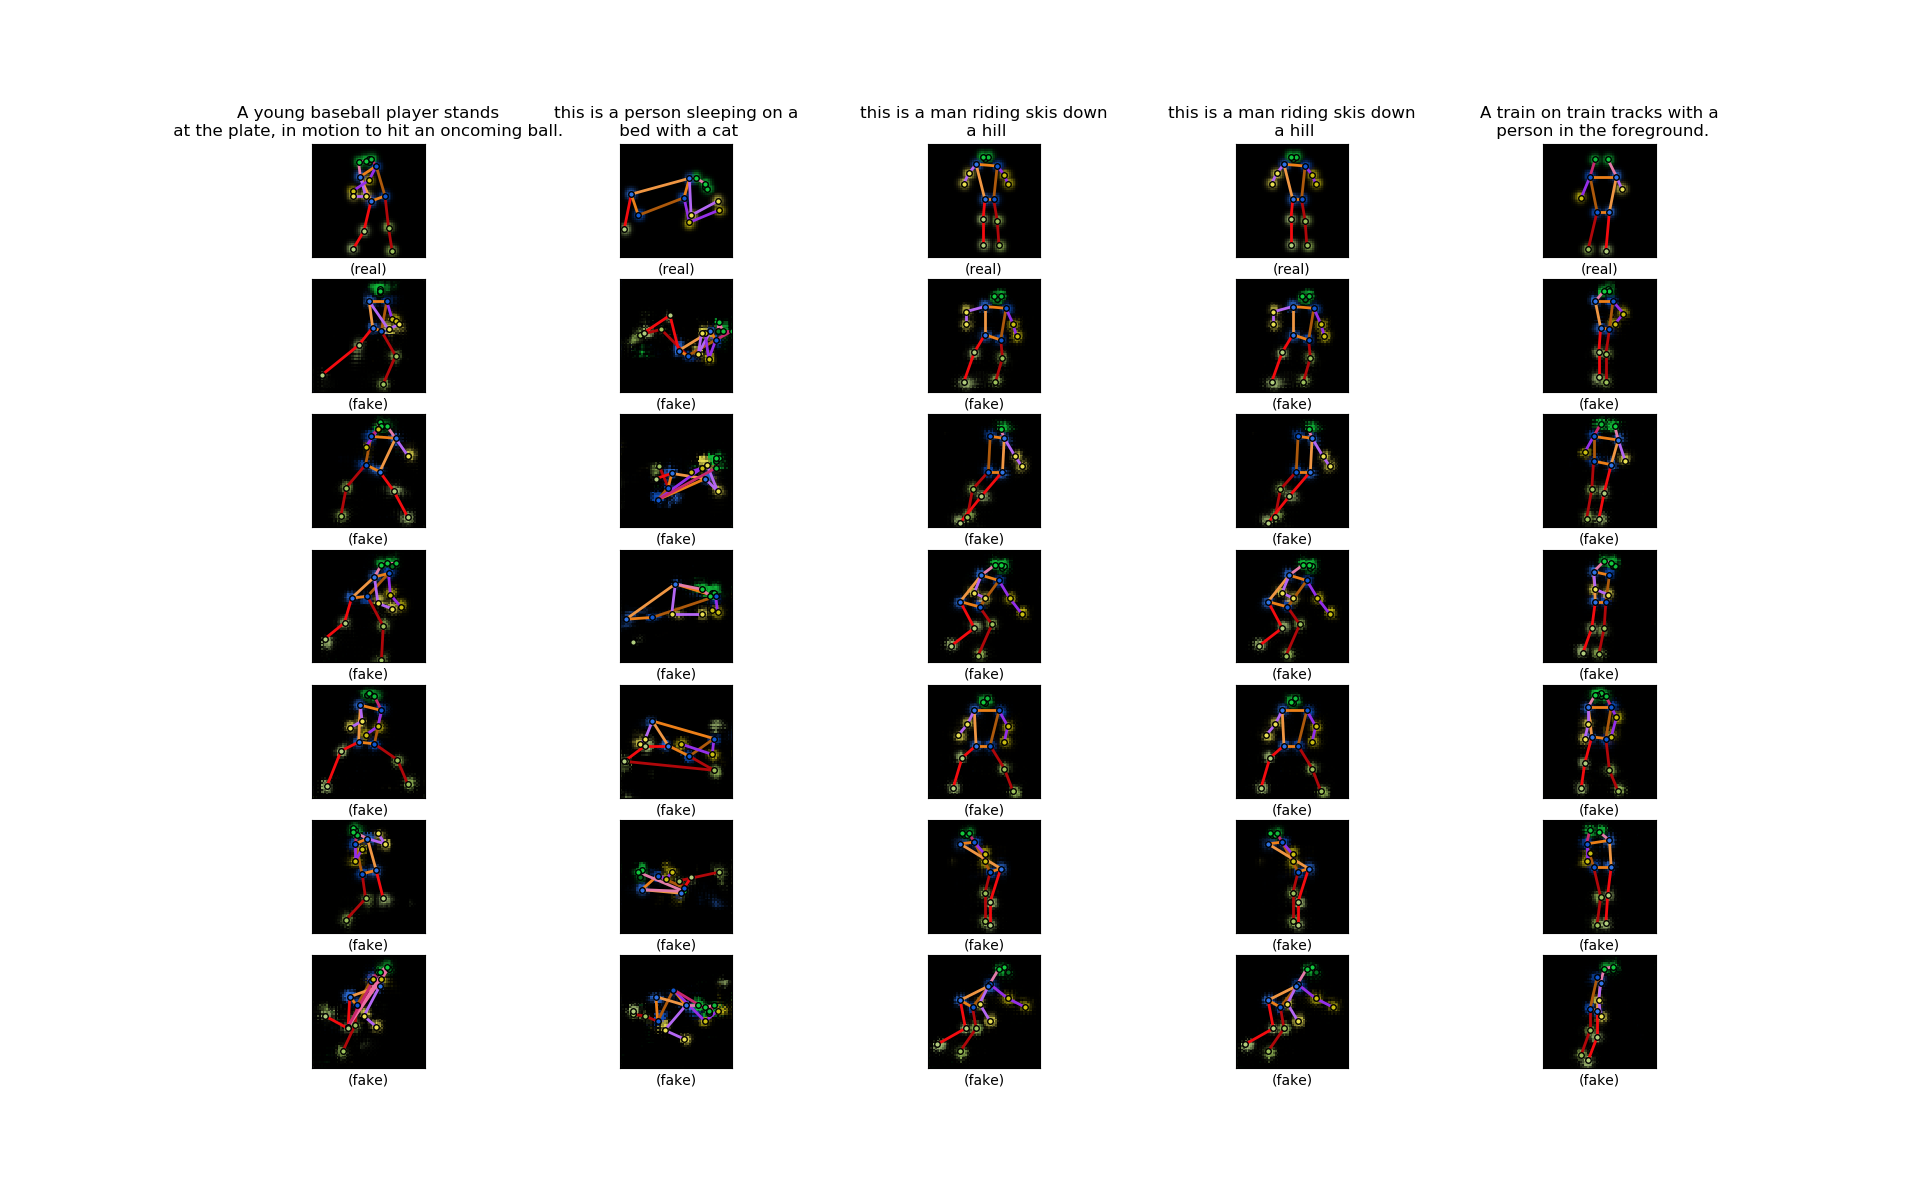 A young baseball player stands
at the plate, in motion to hit an oncoming ball.
this is a person sleeping on a
bed with a cat
this is a man riding skis down
a hill
this is a man riding skis down
a hill
A train on train tracks with a
person in the foreground.
(real) (real) (real) (real) (real)
(fake) (fake) (fake) (fake) (fake)
(fake) (fake) (fake) (fake) (fake)
(fake) (fake) (fake) (fake) (fake)
(fake) (fake) (fake) (fake) (fake)
(fake) (fake) (fake) (fake) (fake)
(fake) (fake) (fake) (fake) (fake)